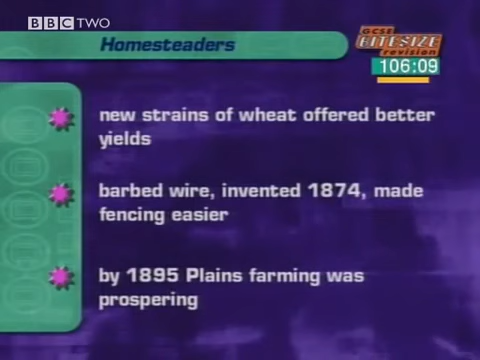 BBC TWO
Homesteaders
GCSE
BITESIZE
revision
106:09
new strains of wheat offered better
yields
barbed wire, invented 1874, made
fencing easier
by 1895 Plains farming was
prospering